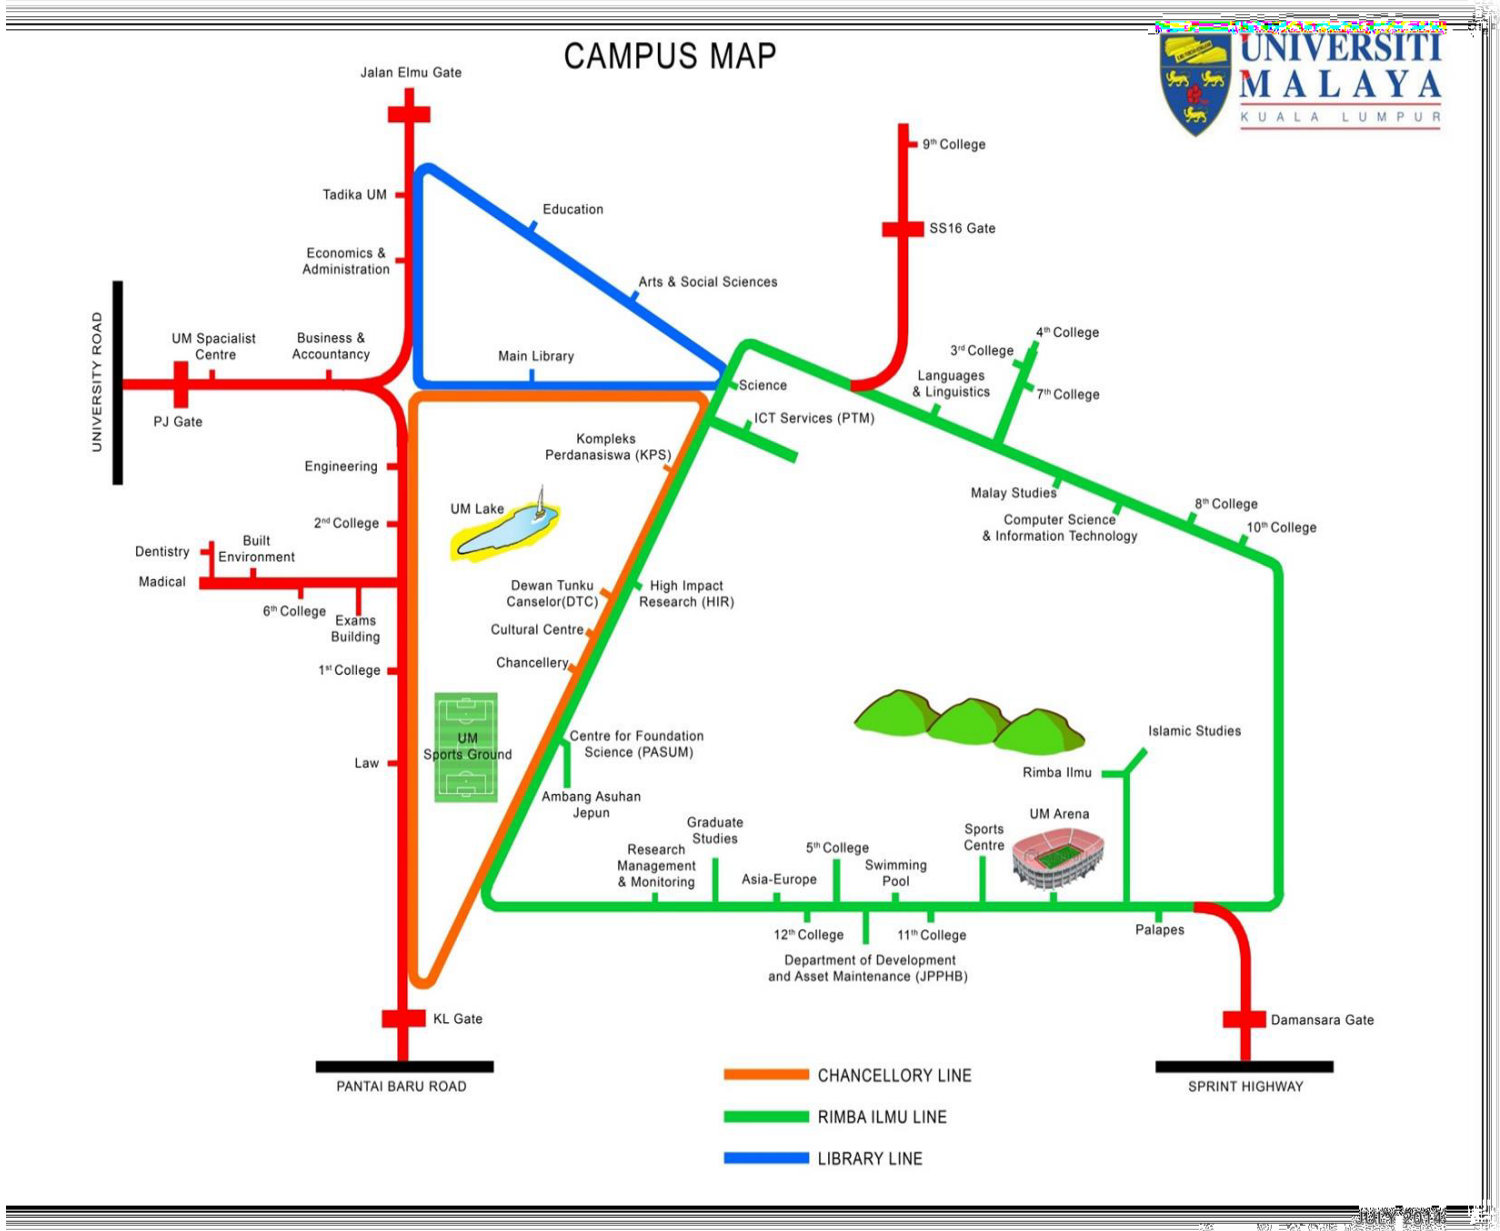 CAMPUS MAP
UNIVERSITI
MALAYA
KUALA LUMPUR
Jalan Elmu Gate
9th College
Tadika UM
Education
SS16 Gate
Economics &
Administration
Arts & Social Sciences
UNIVERSITY ROAD
UM Spacialist
Centre
Business &
Accountancy
Main Library
PJ Gate
Science
4th College
3rd College
Languages
& Linguistics
7th College
ICT Services (PTM)
Kompleks
Perdanasiswa (KPS)
Engineering
UM Lake
2nd College
Malay Studies
Computer Science
& Information Technology
8th College
10th College
Dentistry
Built
Environment
Madical
6th College
Exams
Building
Dewan Tunku
Canselor(DTC)
High Impact
Research (HIR)
Cultural Centre
Chancellery
1st College
UM
Sports Ground
Law
Centre for Foundation
Science (PASUM)
Ambang Asuhan
Jepun
Islamic Studies
Rimba Ilmu
UM Arena
Graduate
Studies
Research
Management
& Monitoring
Asia-Europe
5th College
Swimming
Pool
Sports
Centre
12th College
11th College
Department of Development
and Asset Maintenance (JPPHB)
Palapes
KL Gate
Damansara Gate
PANTAI BARU ROAD
SPRINT HIGHWAY
CHANCELLORY LINE
RIMBA ILMU LINE
LIBRARY LINE